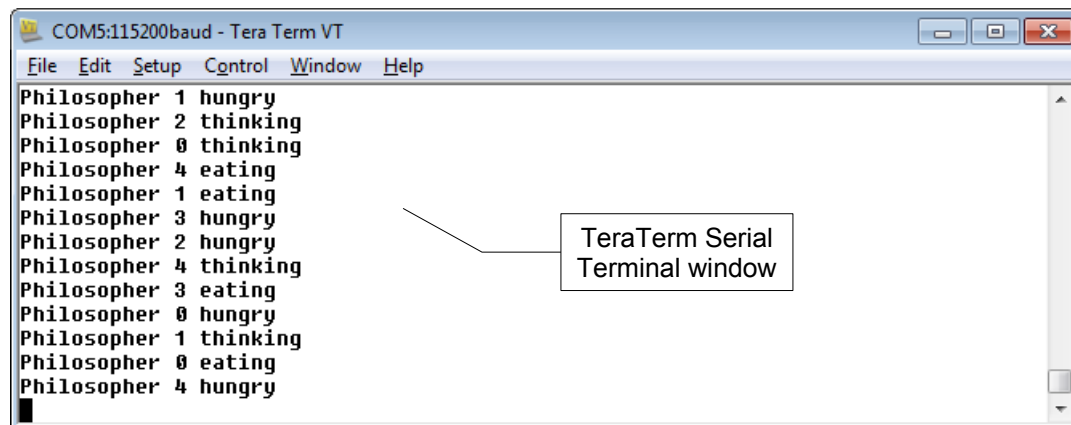 COM5:115200baud - Tera Term VT
File Edit Setup Control Window Help
Philosopher 1 hungry
Philosopher 2 thinking
Philosopher 0 thinking
Philosopher 4 eating
Philosopher 1 eating
Philosopher 3 hungry
Philosopher 2 hungry
Philosopher 4 thinking
Philosopher 3 eating
Philosopher 0 hungry
Philosopher 1 thinking
Philosopher 0 eating
Philosopher 4 hungry
TeraTerm Serial
Terminal window